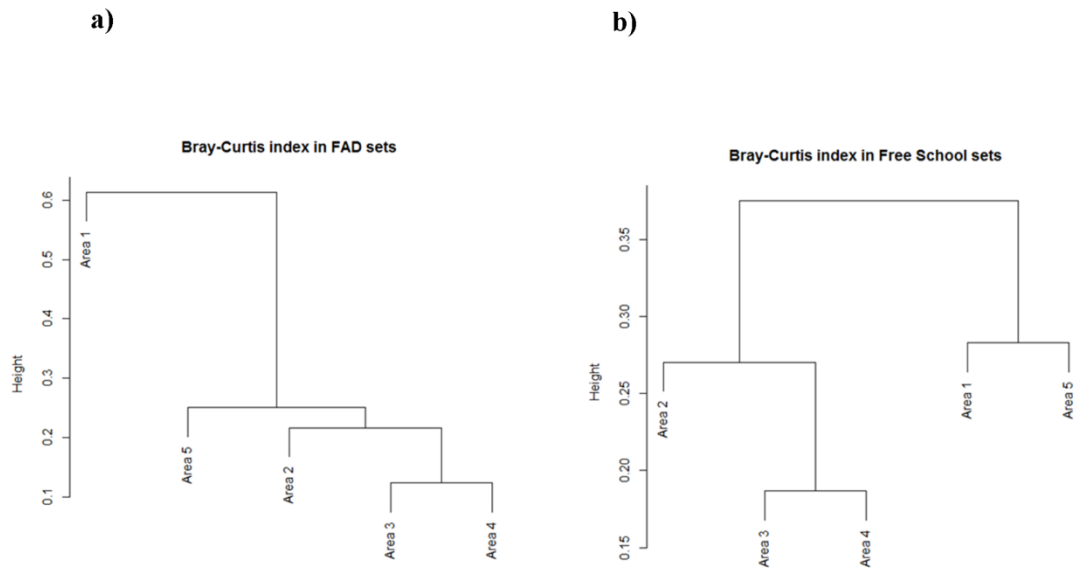 a)
Bray-Curtis index in FAD sets
Height
0.6
0.5
0.4
0.3
0.2
0.1
Area 1
Area 5
Area 2
Area 3
Area 4
b)
Bray-Curtis index in Free School sets
Height
0.35
0.30
0.25
0.20
0.15
Area 2
Area 3
Area 4
Area 1
Area 5